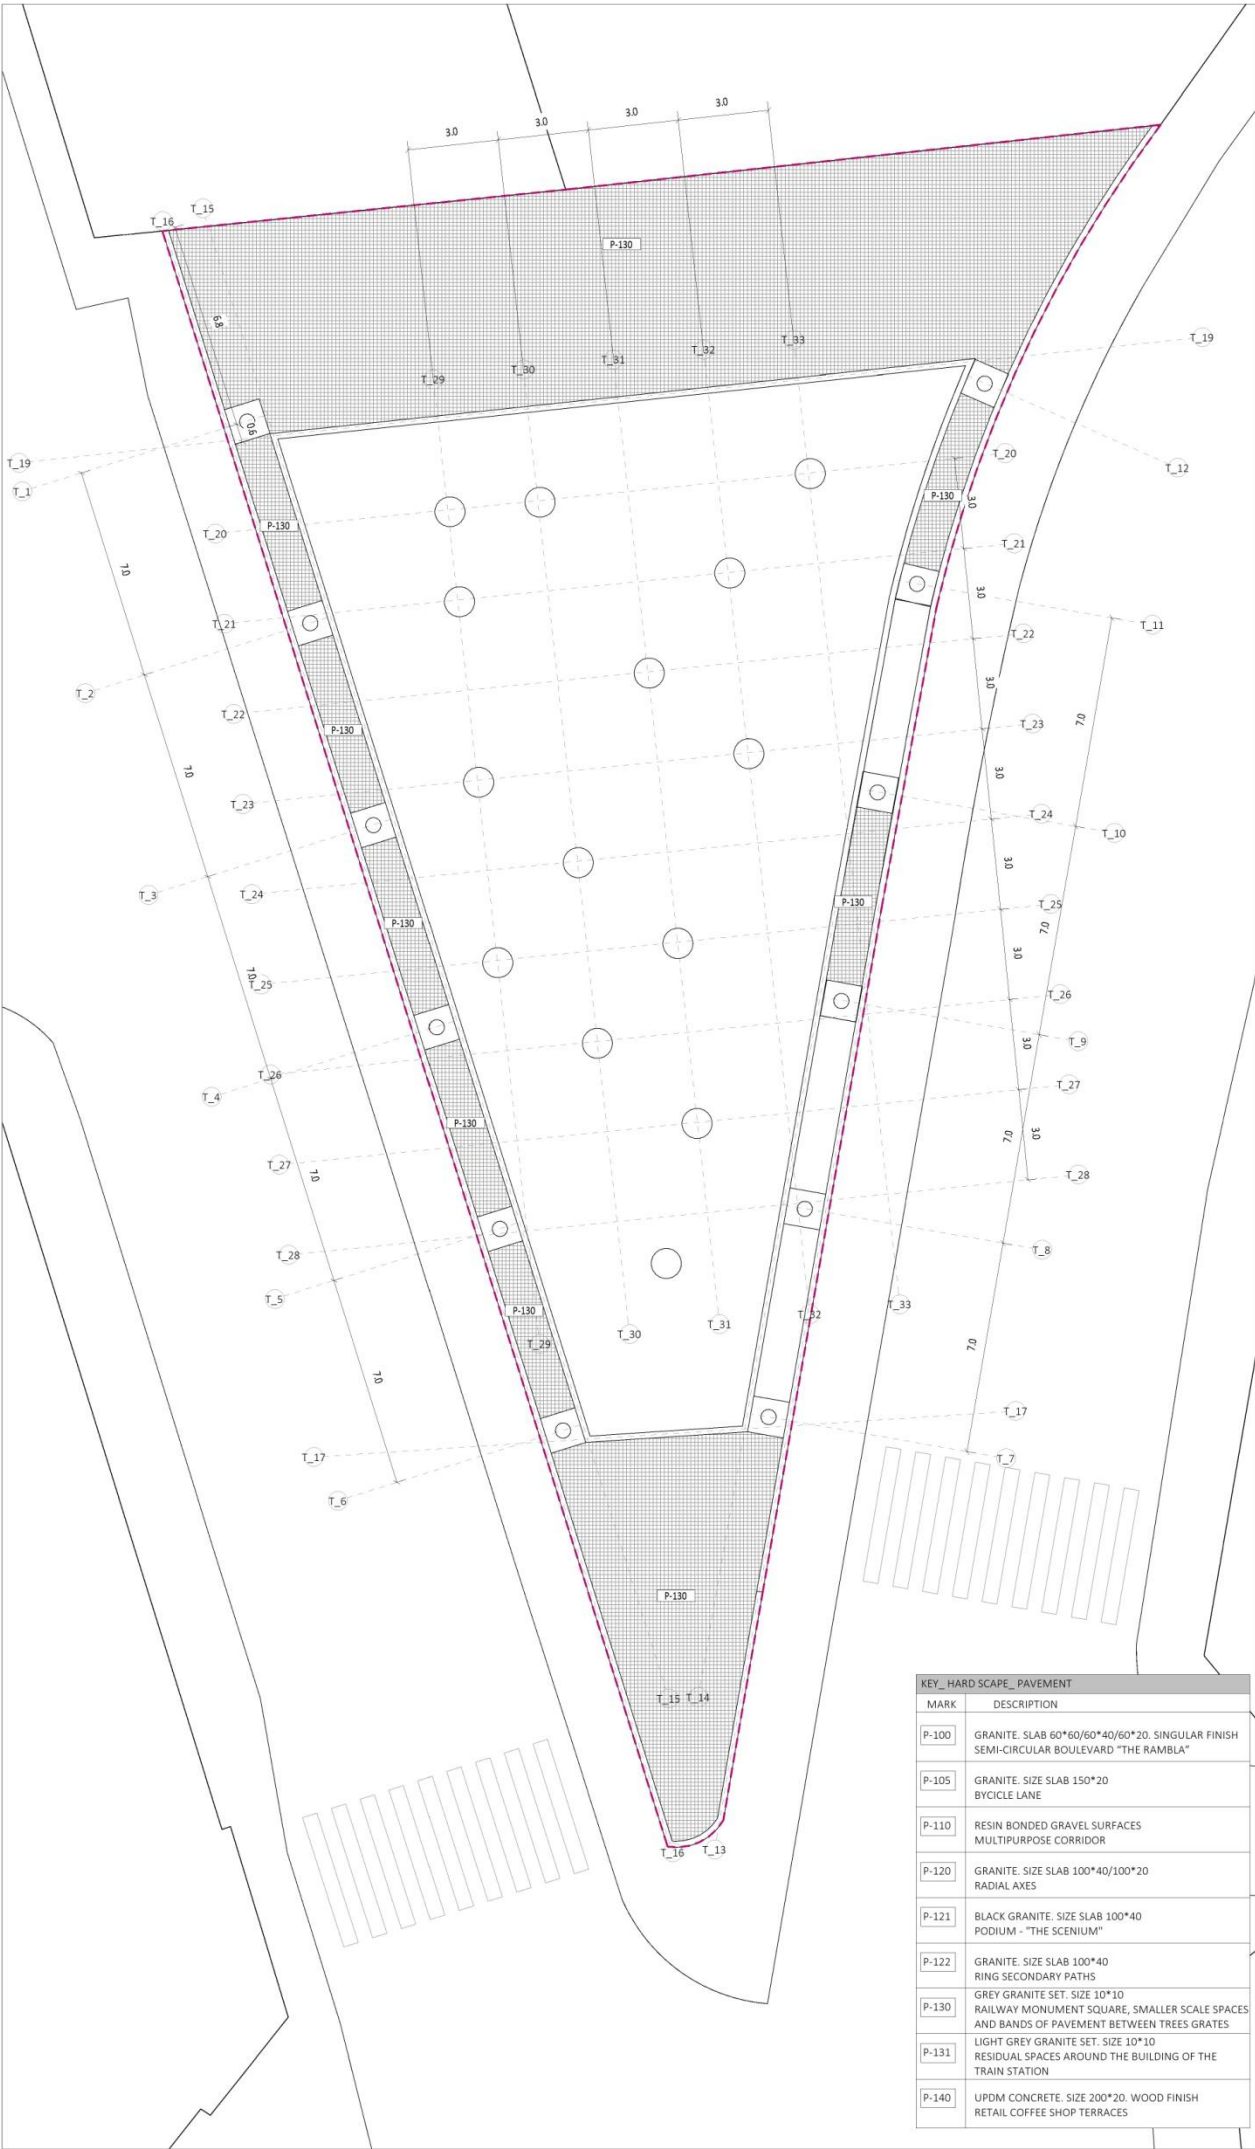 3.0
3.0
3.0
3.0
T_15
T_16
P-130
6.8
T_33
T_19
T_32
T_31
T_30
T_29
0.6
T_19
T_1
T_20
T_12
P-130
3.0
P-130
T_20
T_21
7.0
3.0
T_21
T_11
T_22
T_2
3.0
T_22
7.0
T_23
P-130
7.0
3.0
T_23
T_24
T_10
3.0
T_24
T_3
P-130
P-130
T_25
7.0
3.0
7.0
T_25
T_26
3.0
T_9
T_26
T_4
T_27
P-130
7.0
3.0
T_27
7.0
T_28
T_8
T_28
T_5
P-130
T_33
T_32
T_31
T_30
T_29
7.0
7.0
T_17
T_17
T_7
T_6
P-130
T_15
T_14
T_16
T_13
KEY_ HARD SCAPE_ PAVEMENT
MARK DESCRIPTION
P-100 GRANITE. SLAB 60*60/60*40/60*20. SINGULAR FINISH
SEMI-CIRCULAR BOULEVARD "THE RAMBLA"
P-105 GRANITE. SIZE SLAB 150*20
BYCICLE LANE
P-110 RESIN BONDED GRAVEL SURFACES
MULTIPURPOSE CORRIDOR
P-120 GRANITE. SIZE SLAB 100*40/100*20
RADIAL AXES
P-121 BLACK GRANITE. SIZE SLAB 100*40
PODIUM - "THE SCENIUM"
P-122 GRANITE. SIZE SLAB 100*40
RING SECONDARY PATHS
P-130 GREY GRANITE SET. SIZE 10*10
RAILWAY MONUMENT SQUARE, SMALLER SCALE SPACES
AND BANDS OF PAVEMENT BETWEEN TREES GRATES
P-131 LIGHT GREY GRANITE SET. SIZE 10*10
RESIDUAL SPACES AROUND THE BUILDING OF THE
TRAIN STATION
P-140 UPDM CONCRETE. SIZE 200*20. WOOD FINISH
RETAIL COFFEE SHOP TERRACES